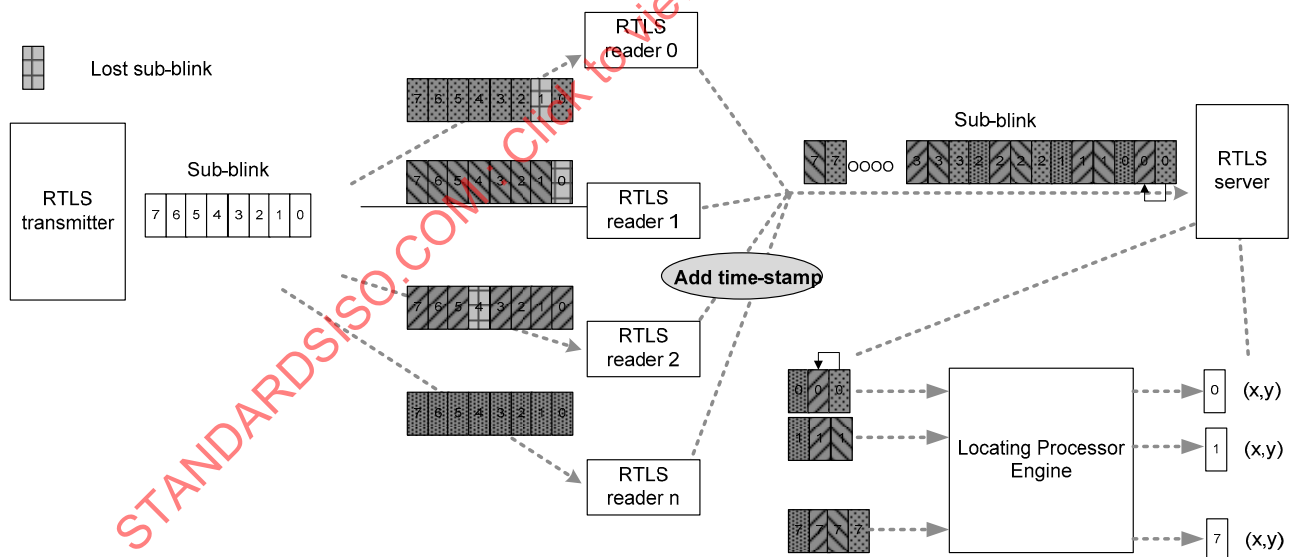 RTLS
reader 0
Lost sub-blink
7 6 5 4 3 2 1 0
RTLS
transmitter
Sub-blink
7 6 5 4 3 2 1 0
7 6 5 4 3 2 1 0
RTLS
reader 1
Sub-blink
7 7 oooo 3 3 3 2 2 2 2 1 1 1 0 0 0
RTLS
server
Add time-stamp
7 6 5 4 3 2 1 0
RTLS
reader 2
7 6 5 4 3 2 1 0
RTLS
reader n
0 0 0
1 1 1
7 7 7 7
Locating Processor
Engine
0 (x,y)
1 (x,y)
7 (x,y)
STANDARDSISO.COM : Click to vie